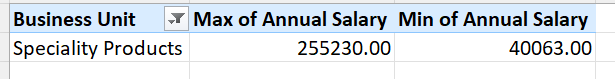 Business Unit Max of Annual Salary Min of Annual Salary
Speciality Products 255230.00 40063.00